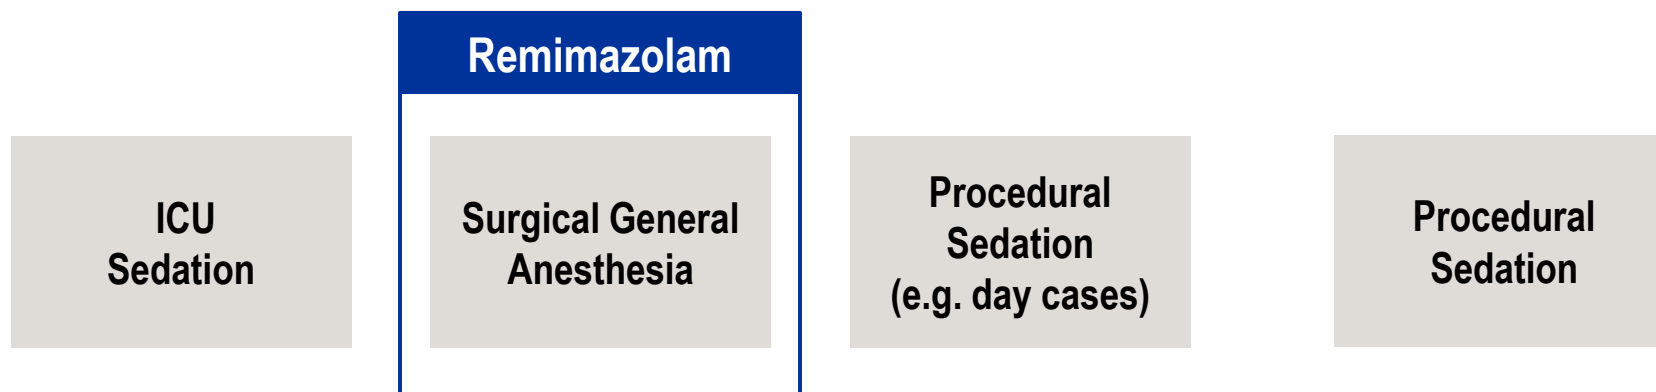 Remimazolam
ICU
Sedation
Surgical General
Anesthesia
Procedural
Sedation
(e.g. day cases)
Procedural
Sedation